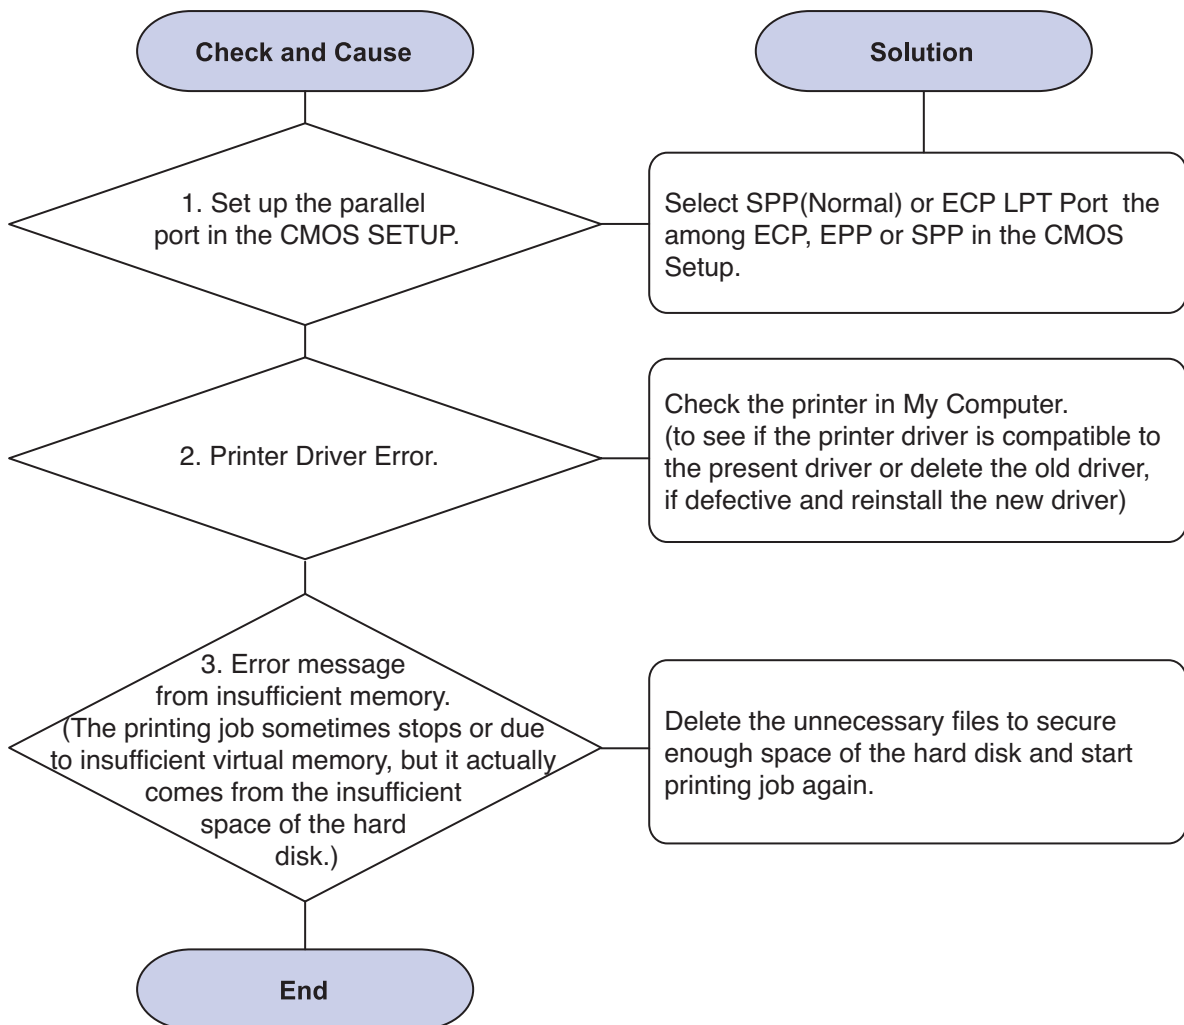 Check and Cause
Solution
1. Set up the parallel
port in the CMOS SETUP.
Select SPP(Normal) or ECP LPT Port  the
among ECP, EPP or SPP in the CMOS
Setup.
2. Printer Driver Error.
Check the printer in My Computer.
(to see if the printer driver is compatible to
the present driver or delete the old driver,
if defective and reinstall the new driver)
3. Error message
from insufficient memory.
(The printing job sometimes stops or due
to insufficient virtual memory, but it actually
comes from the insufficient
space of the hard
disk.)
Delete the unnecessary files to secure
enough space of the hard disk and start
printing job again.
End